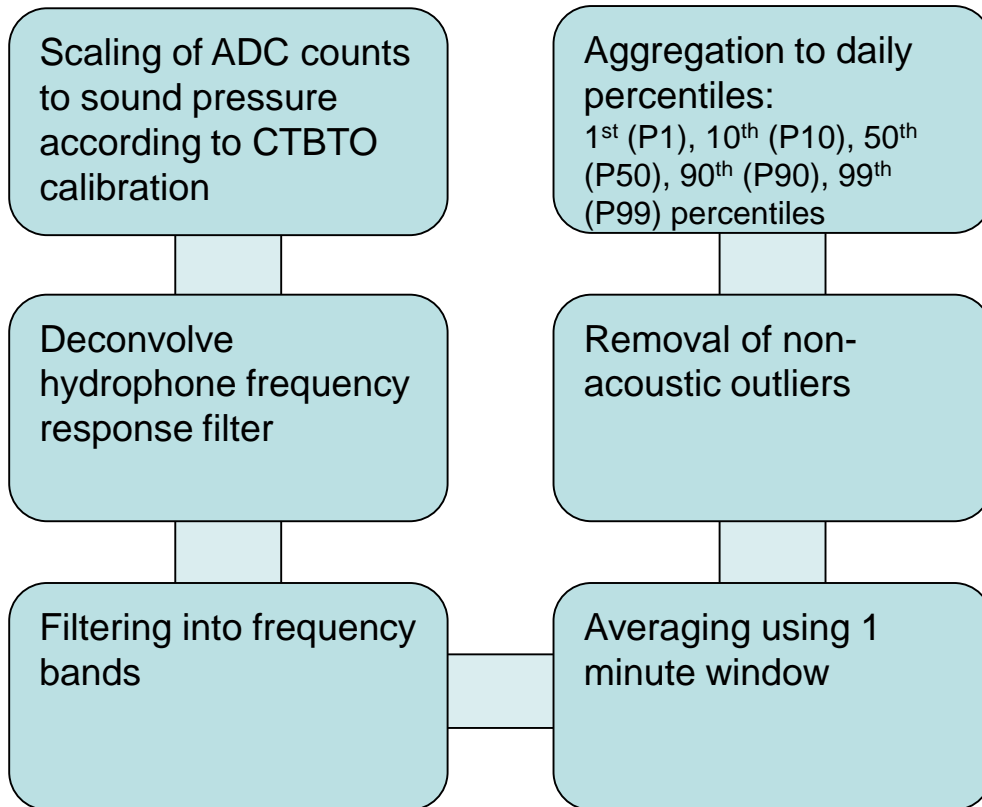 Scaling of ADC counts
to sound pressure
according to CTBTO
calibration
Deconvolve
hydrophone frequency
response filter
Filtering into frequency
bands
Averaging using 1
minute window
Removal of non-
acoustic outliers
Aggregation to daily
percentiles:
1st (P1), 10th (P10), 50th
(P50), 90th (P90), 99th
(P99) percentiles